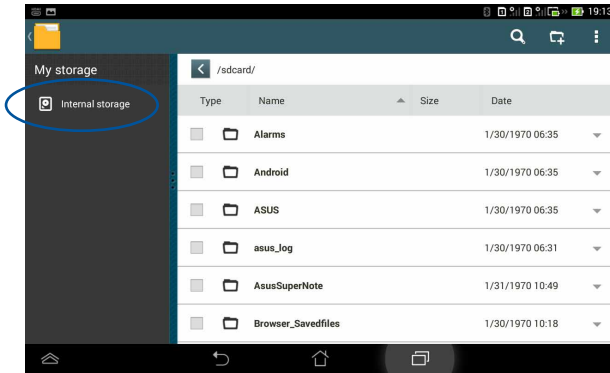 19:13
My storage
/sdcard/
Internal storage
Type Name Size Date
Alarms 1/30/1970 06:35
Android 1/30/1970 06:35
ASUS 1/30/1970 06:35
asus_log 1/30/1970 06:31
AsusSuperNote 1/31/1970 10:49
Browser_Savedfiles 1/30/1970 10:18